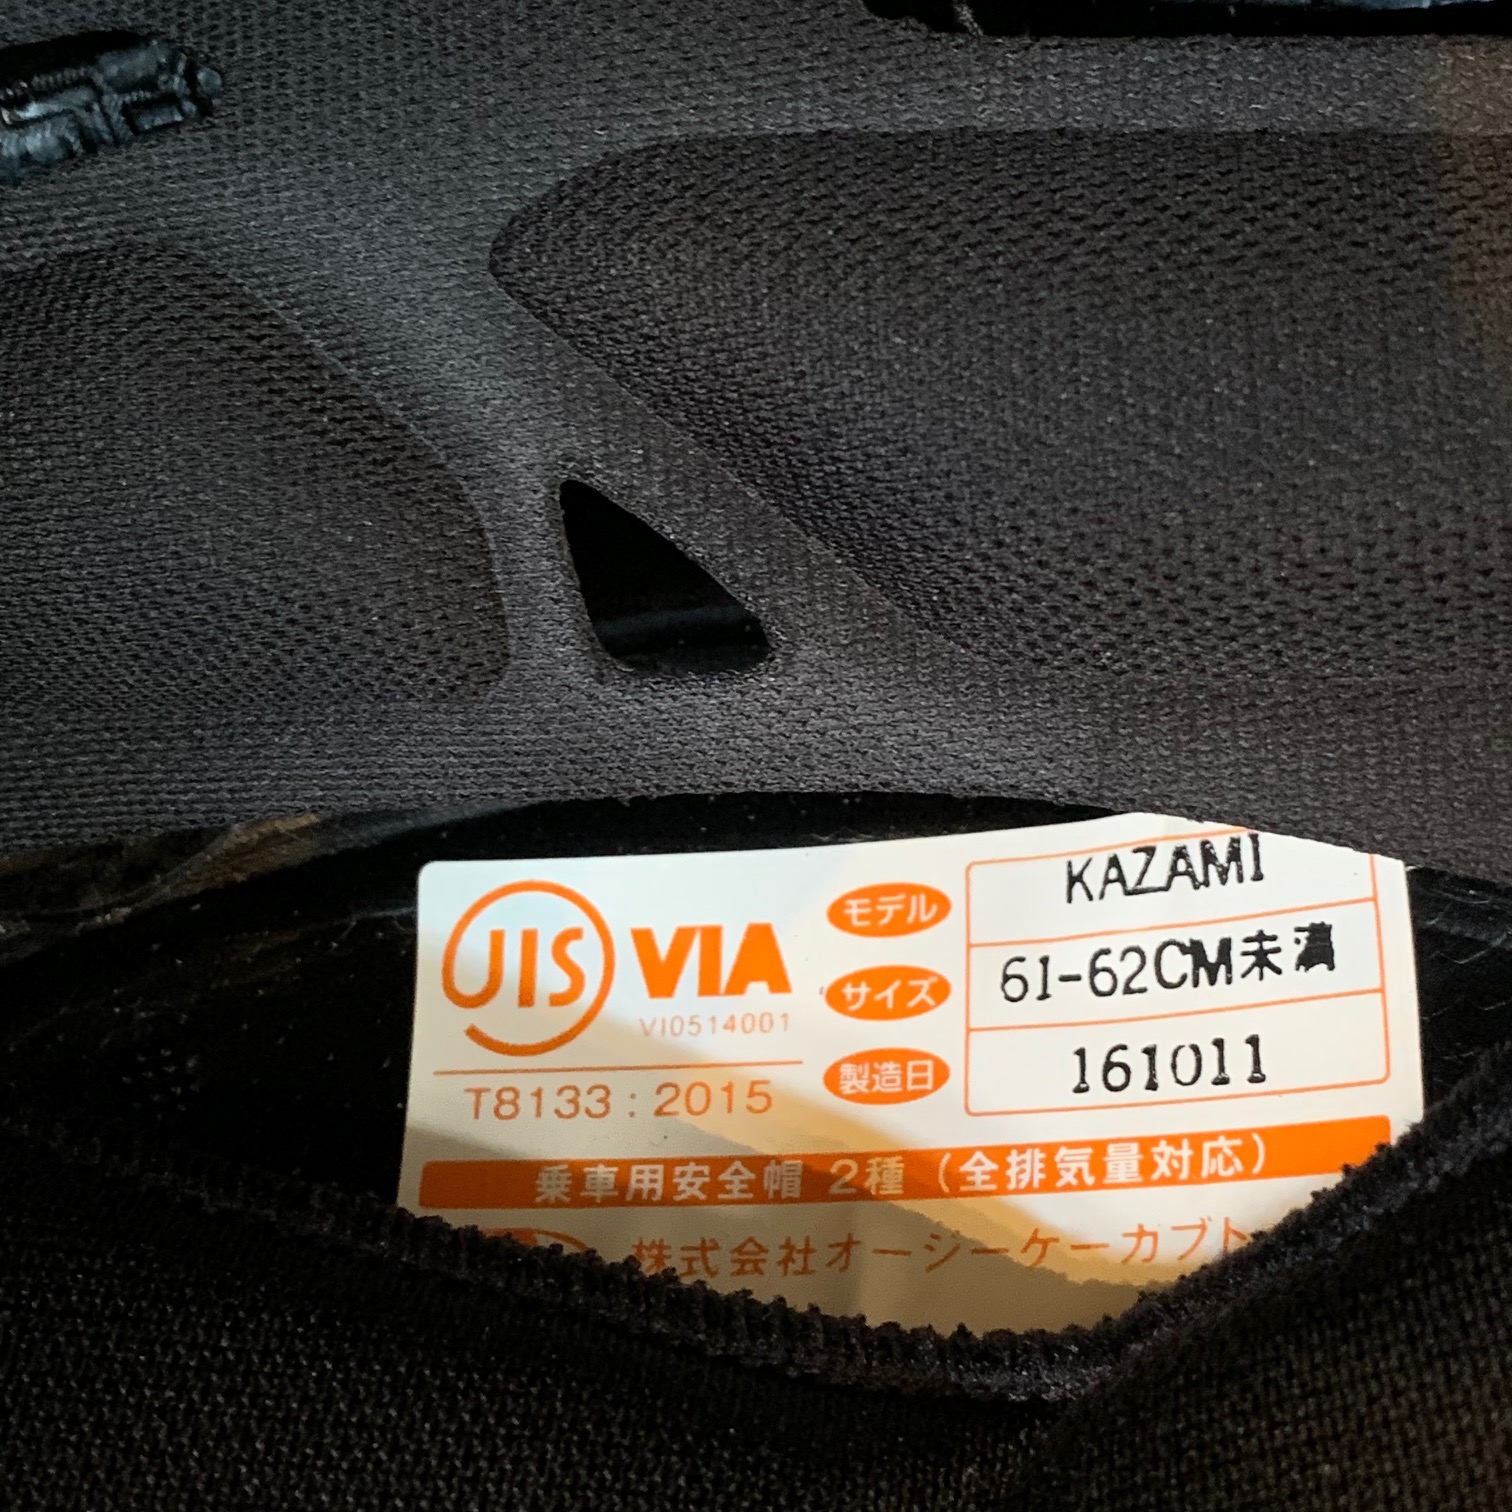 JIS VIA
VI0514001
T8133:2015
モデル KAZAMI
サイズ 61-62CM未満
製造日 161011
乗車用安全帽 2種 (全排気量対応)
株式会社オージーケーカブト